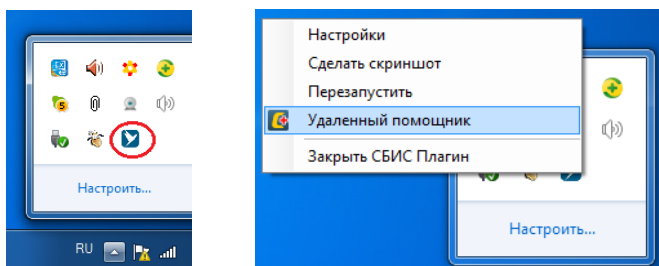 Настроить...
RU
Настройки
Сделать скриншот
Перезапустить
Удаленный помощник
Закрыть СБИС Плагин
Настроить...